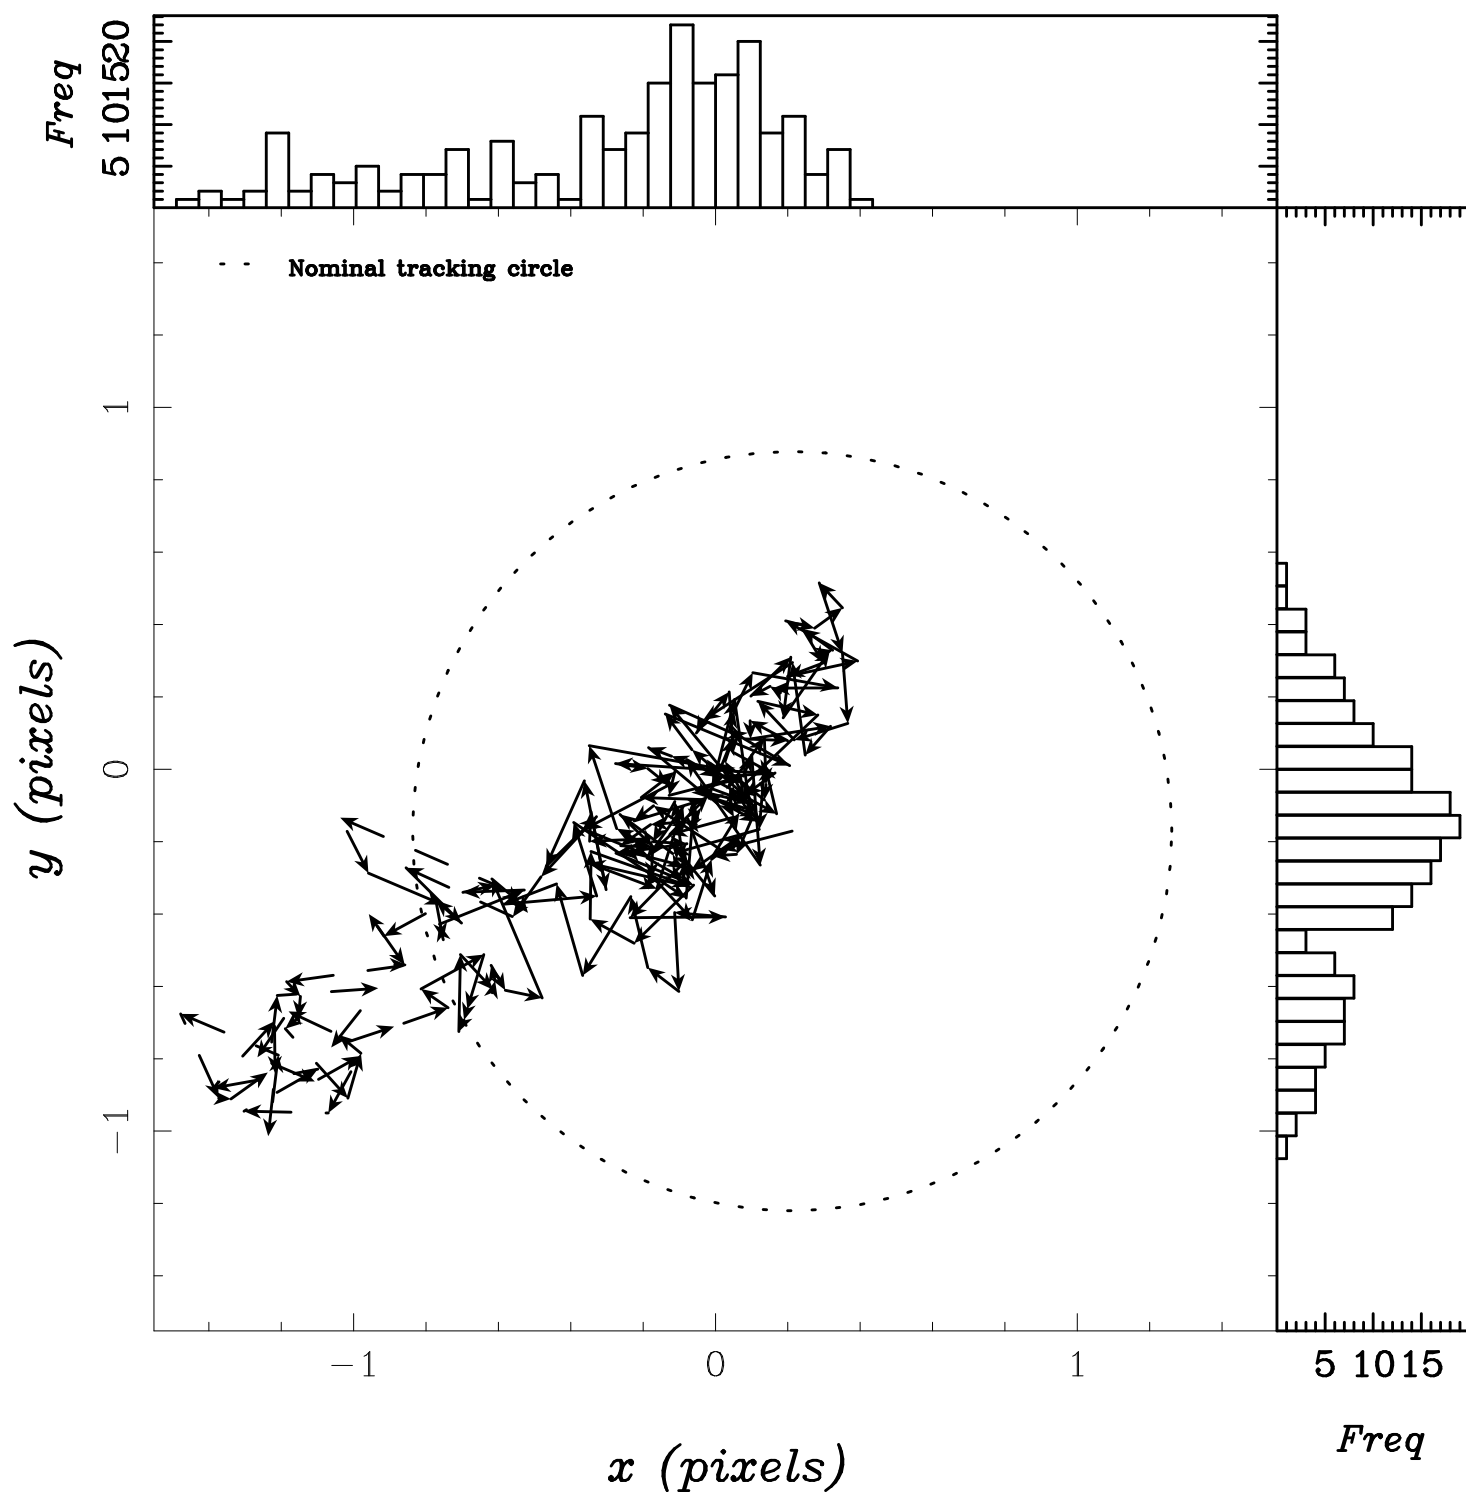 Freq
5 10 15 20
Nominal tracking circle
y (pixels)
1
0
−1
−1 0 1
x (pixels)
5 10 15
Freq